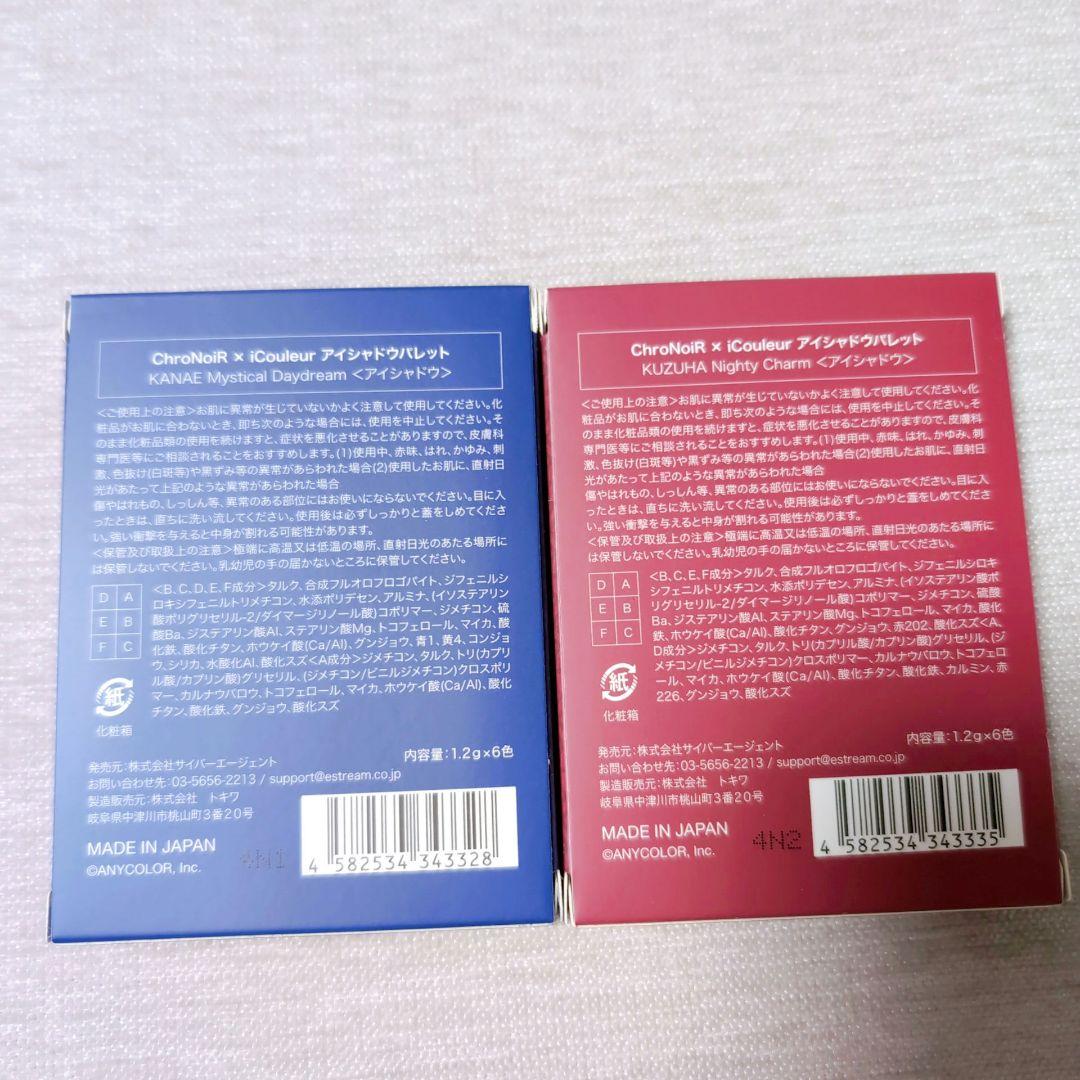 ChroNoiR × iCouleur アイシャドウパレット
KANAE Mystical Daydream <アイシャドウ>
<ご使用上の注意>お肌に異常が生じていないかよく注意して使用してください。化
粧品がお肌に合わないとき、即ち次のような場合には、使用を中止してください。
そのまま化粧品類の使用を続けますと、症状を悪化させることがありますので、皮膚科
専門医等にご相談されることをおすすめします。(1)使用中、赤味、はれ、かゆみ、刺
激、色抜け(白斑等)や黒ずみ等の異常があらわれた場合(2)使用したお肌に、直射日
光があたって上記のような異常があらわれた場合
傷やはれもの、しっしん等、異常のある部位にはお使いにならないでください。目に入
ったときは、直ちに洗い流してください。使用後は必ずしっかりと蓋をしめてください
。強い衝撃を与えると中身が割れる可能性があります。
<保管及び取扱上の注意>極端に高温又は低温の場所、直射日光のあたる場所に
は保管しないでください。乳幼児の手の届かないところに保管してください。
D A
E B
F C
<B、C、D、E、F成分>タルク、合成フルオロフロゴパイト、ジフェニルシ
ロキシフェニルトリメチコン、水添ポリデセン、アルミナ、(イソステアリン
酸ポリグリセリル-2/ダイマージリノール酸)コポリマー、ジメチコン、硫
酸Ba、ジステアリン酸Al、ステアリン酸Mg、トコフェロール、マイカ、酸
化鉄、酸化チタン、ホウケイ酸(Ca/Al)、グンジョウ、青1、黄4、コンジョ
ウ、シリカ、水酸化Al、酸化スズ<A成分>ジメチコン、タルク、トリ(カプリ
ル酸/カプリン酸)グリセリル、(ジメチコン/ビニルジメチコン)クロスポリ
マー、カルナウバロウ、トコフェロール、マイカ、ホウケイ酸(Ca/Al)、酸化
チタン、酸化鉄、グンジョウ、酸化スズ
紙
化粧箱
内容量:1.2g×6色
発売元:株式会社サイバーエージェント
お問い合わせ先:03-5656-2213 / support@estream.co.jp
製造販売元:株式会社 トキワ
岐阜県中津川市桃山町3番20号
MADE IN JAPAN
©ANYCOLOR, Inc.
4N1
4 582534 343328
ChroNoiR × iCouleur アイシャドウパレット
KUZUHA Nighty Charm <アイシャドウ>
<ご使用上の注意>お肌に異常が生じていないかよく注意して使用してください。化
粧品がお肌に合わないとき、即ち次のような場合には、使用を中止してください。そ
のまま化粧品類の使用を続けますと、症状を悪化させることがありますので、皮膚科
専門医等にご相談されることをおすすめします。(1)使用中、赤味、はれ、かゆみ、刺
激、色抜け(白斑等)や黒ずみ等の異常があらわれた場合(2)使用したお肌に、直射日
光があたって上記のような異常があらわれた場合
傷やはれもの、しっしん等、異常のある部位にはお使いにならないでください。目に入
ったときは、直ちに洗い流してください。使用後は必ずしっかりと蓋をしめてください
。強い衝撃を与えると中身が割れる可能性があります。
<保管及び取扱上の注意>極端に高温又は低温の場所、直射日光のあたる場所に
は保管しないでください。乳幼児の手の届かないところに保管してください。
D A
E B
F C
<B、C、E、F成分>タルク、合成フルオロフロゴパイト、ジフェニルシロキ
シフェニルトリメチコン、水添ポリデセン、アルミナ、(イソステアリン酸ポ
リグリセリル-2/ダイマージリノール酸)コポリマー、ジメチコン、硫酸
Ba、ジステアリン酸Al、ステアリン酸Mg、トコフェロール、マイカ、酸化
鉄、ホウケイ酸(Ca/Al)、酸化チタン、グンジョウ、赤202、酸化スズ<A、
D成分>ジメチコン、タルク、トリ(カプリル酸/カプリン酸)グリセリル、(ジ
メチコン/ビニルジメチコン)クロスポリマー、カルナウバロウ、トコフェロ
ール、マイカ、ホウケイ酸(Ca/Al)、酸化チタン、酸化鉄、カルミン、赤
226、グンジョウ、酸化スズ
紙
化粧箱
内容量:1.2g×6色
発売元:株式会社サイバーエージェント
お問い合わせ先:03-5656-2213 / support@estream.co.jp
製造販売元:株式会社 トキワ
岐阜県中津川市桃山町3番20号
MADE IN JAPAN
©ANYCOLOR, Inc.
4N2
4 582534 343335